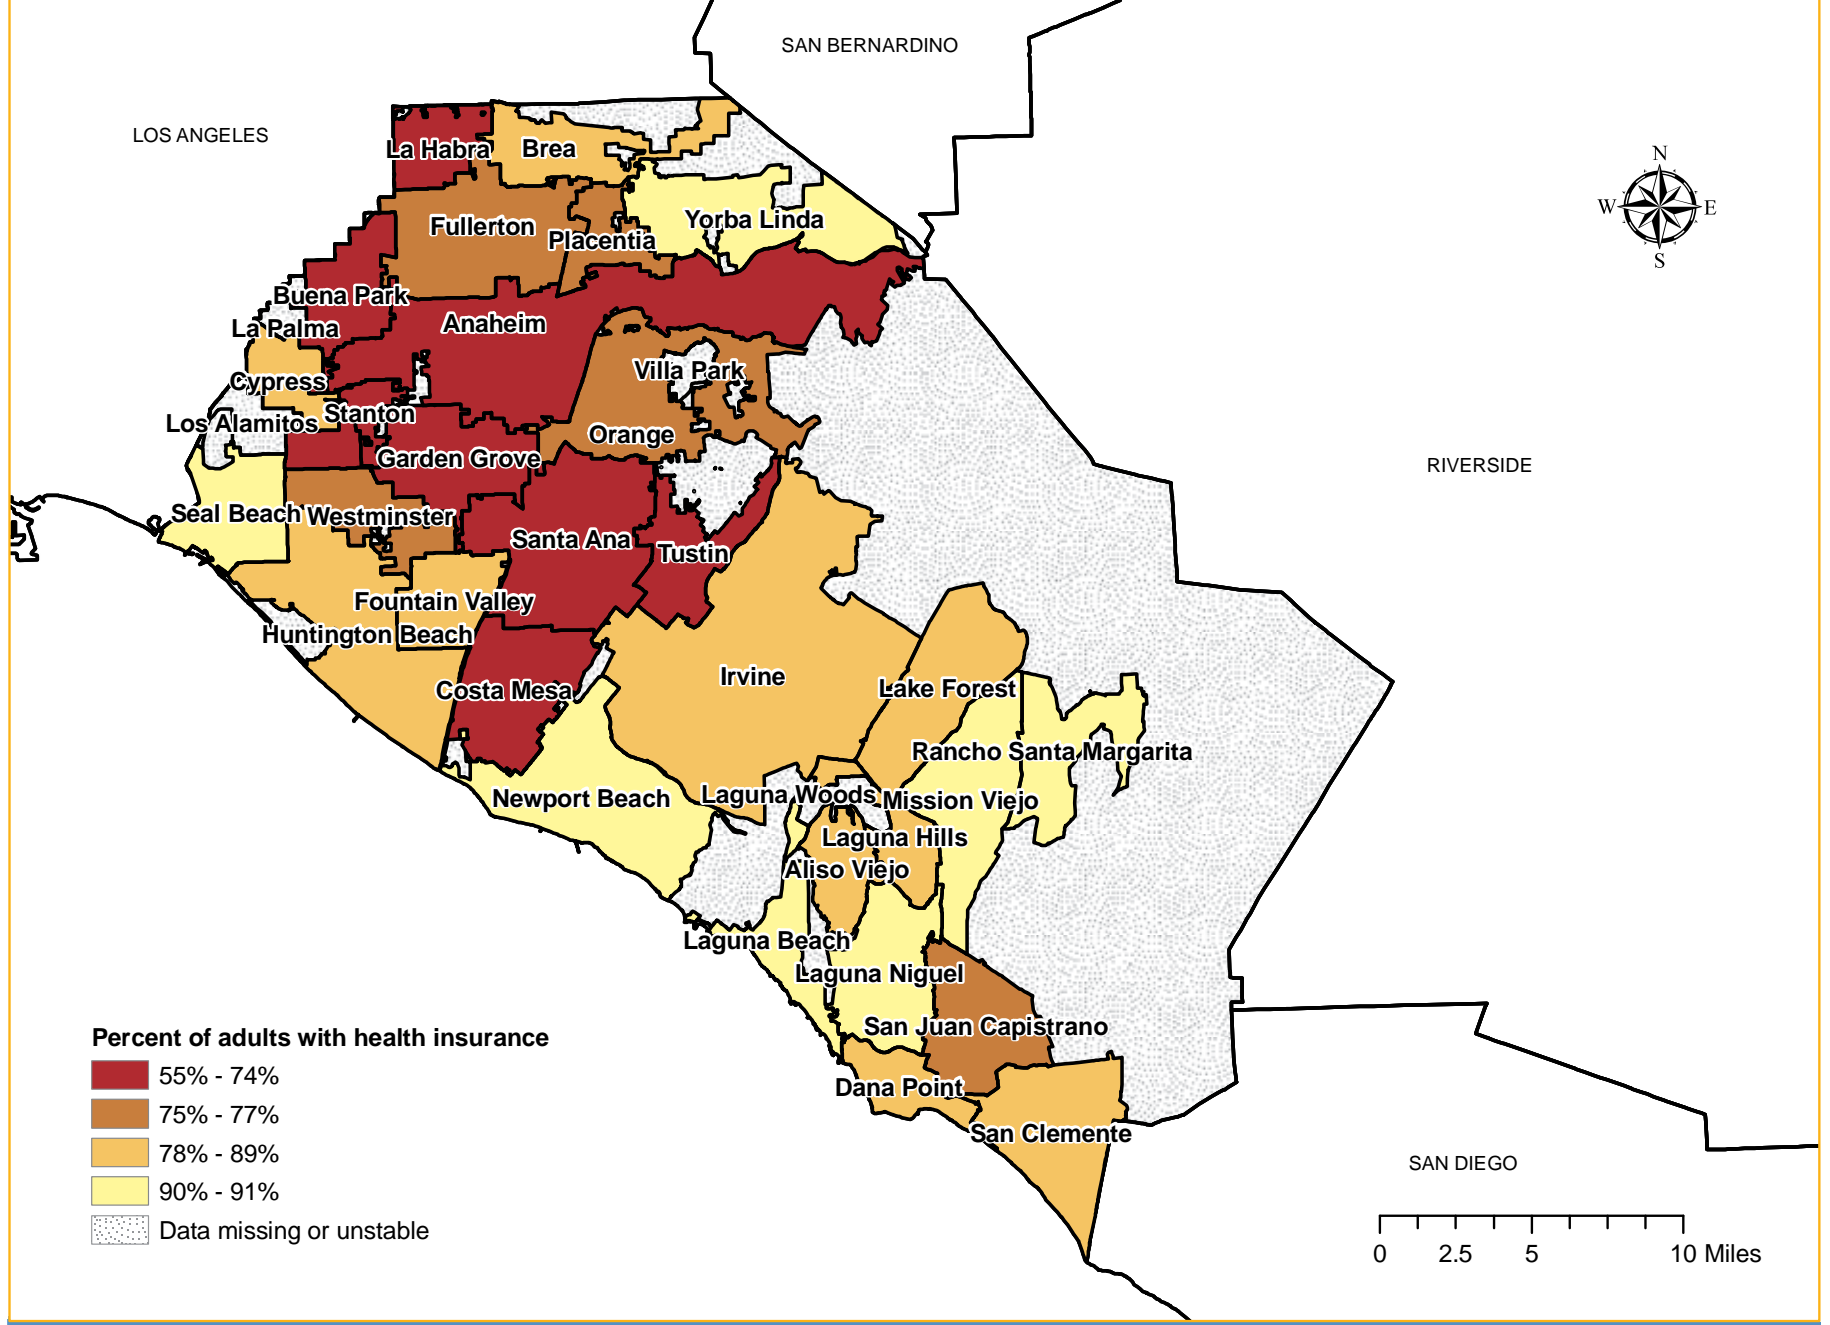 SAN BERNARDINO
LOS ANGELES
La Habra
Brea
N
W
E
S
Yorba Linda
Fullerton
Placentia
Buena Park
Anaheim
La Palma
Villa Park
Cypress
Stanton
Los Alamitos
Orange
Garden Grove
RIVERSIDE
Seal Beach
Westminster
Santa Ana
Tustin
Fountain Valley
Huntington Beach
Irvine
Costa Mesa
Lake Forest
Rancho Santa Margarita
Newport Beach
Laguna Woods
Mission Viejo
Laguna Hills
Aliso Viejo
Laguna Beach
Laguna Niguel
San Juan Capistrano
Dana Point
San Clemente
SAN DIEGO
Percent of adults with health insurance
55% - 74%
75% - 77%
78% - 89%
90% - 91%
Data missing or unstable
0 2.5 5 10 Miles